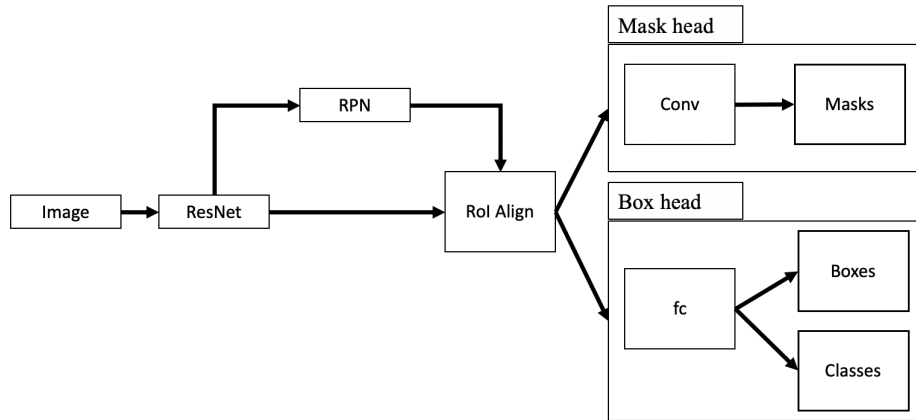 Mask head
RPN
Conv
Masks
Image
ResNet
RoI Align
Box head
fc
Boxes
Classes